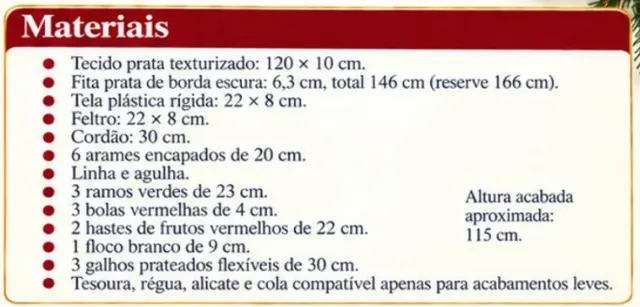 Materiais
Tecido prata texturizado: 120 × 10 cm.
Fita prata de borda escura: 6,3 cm, total 146 cm (reserve 166 cm).
Tela plástica rígida: 22 × 8 cm.
Feltro: 22 × 8 cm.
Cordão: 30 cm.
6 arames encapados de 20 cm.
Linha e agulha.
3 ramos verdes de 23 cm.
3 bolas vermelhas de 4 cm.
2 hastes de frutos vermelhos de 22 cm.
1 floco branco de 9 cm.
3 galhos prateados flexíveis de 30 cm.
Tesoura, régua, alicate e cola compatível apenas para acabamentos leves.
Altura acabada
aproximada:
115 cm.